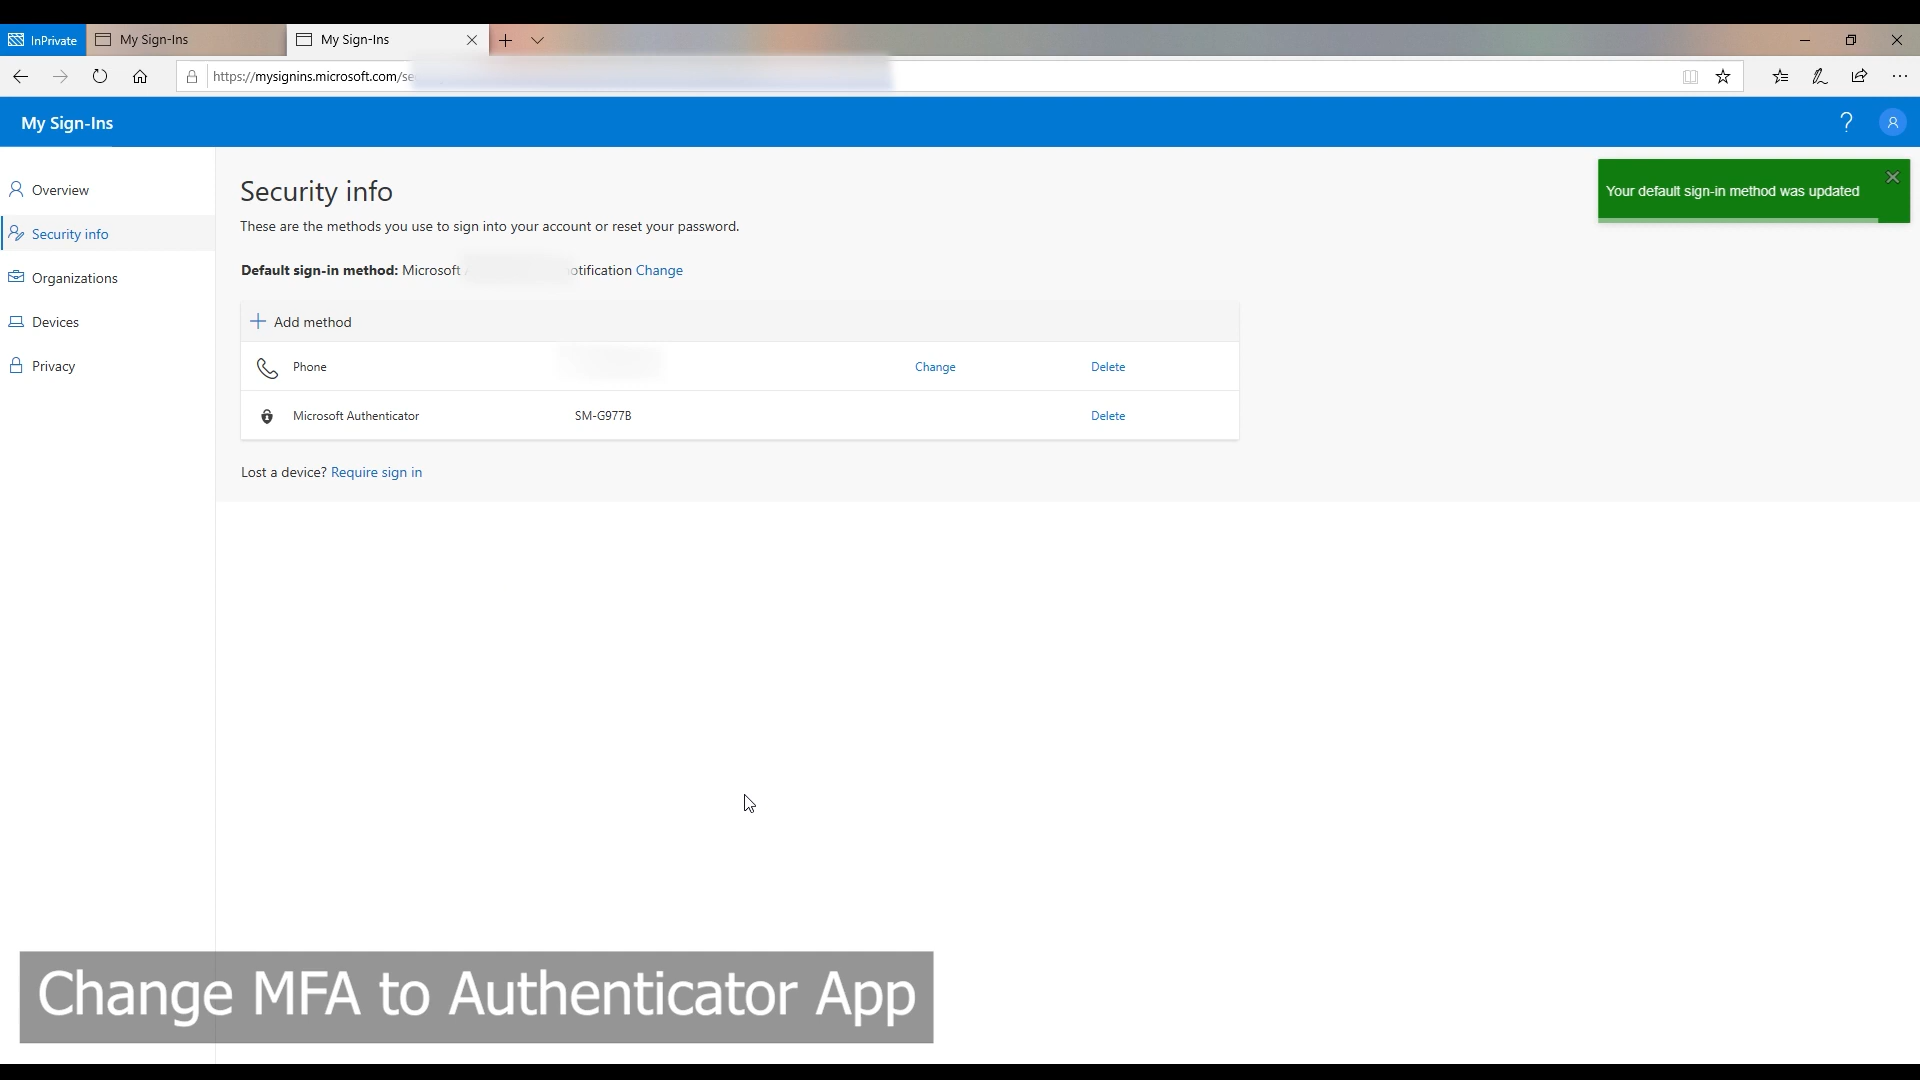 InPrivate
My Sign-Ins
My Sign-Ins
https://mysignins.microsoft.com/se
My Sign-Ins
?
Overview
Security info
Organizations
Devices
Privacy
Security info
These are the methods you use to sign into your account or reset your password.
Default sign-in method: Microsoft otification Change
Add method
Phone Change Delete
Microsoft Authenticator SM-G977B Delete
Lost a device? Require sign in
Your default sign-in method was updated
Change MFA to Authenticator App